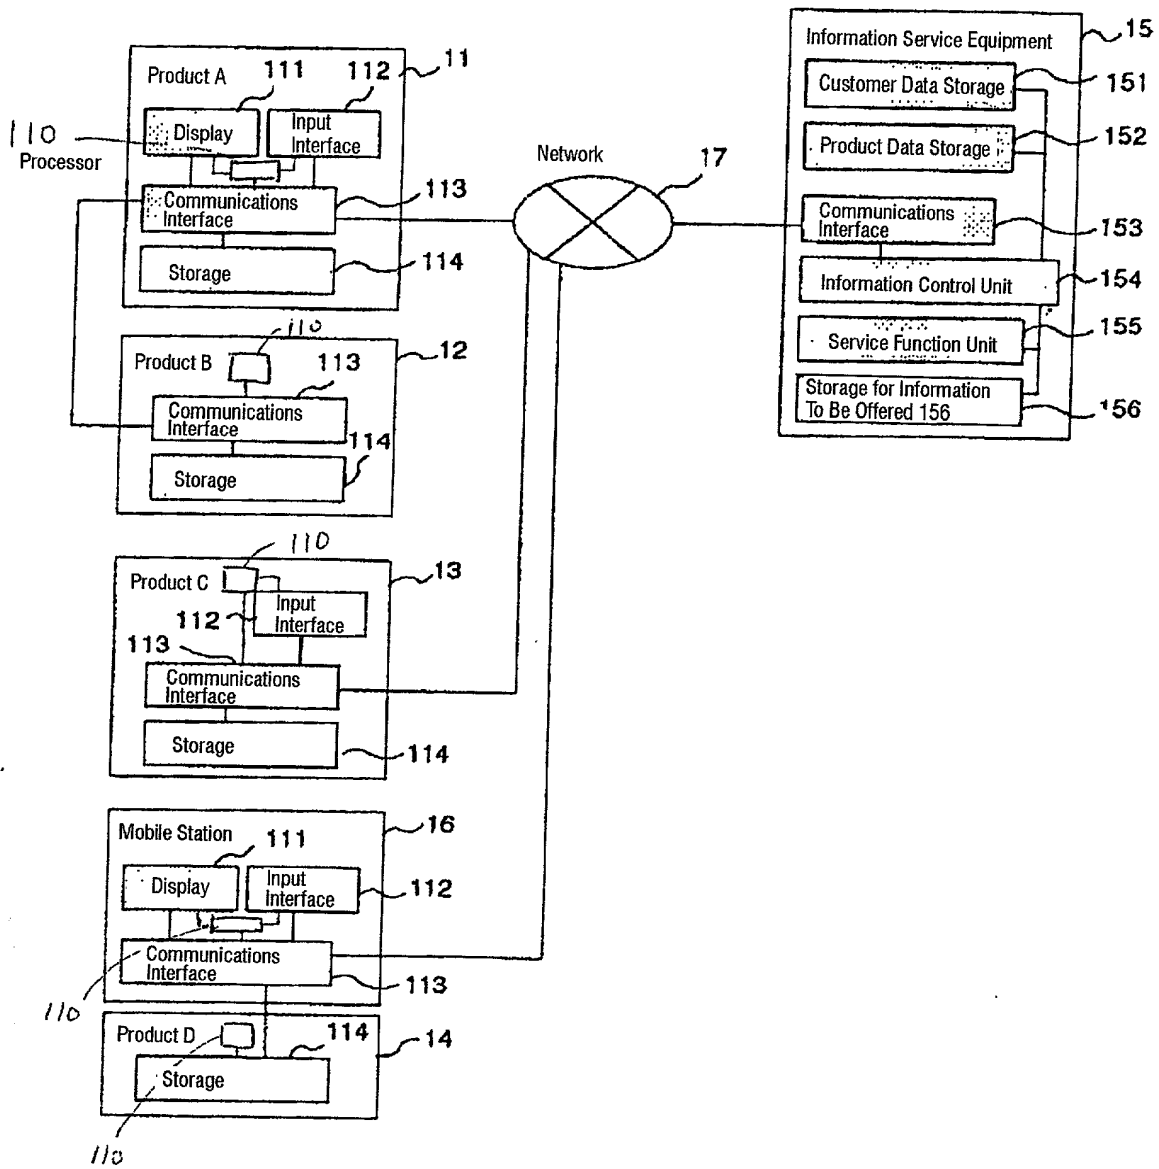 Information Service Equipment
15
Customer Data Storage
151
Product Data Storage
152
Communications
Interface
153
Information Control Unit
154
Service Function Unit
155
Storage for Information
To Be Offered 156
156
Network
17
Product A
11
111
112
Display
Input
Interface
110
Processor
Communications
Interface
113
Storage
114
Product B
12
110
113
Communications
Interface
114
Storage
Product C
13
110
Input
Interface
112
113
Communications
Interface
Storage
114
Mobile Station
16
111
Display
Input
Interface
112
Communications
Interface
113
110
Product D
14
114
Storage
110